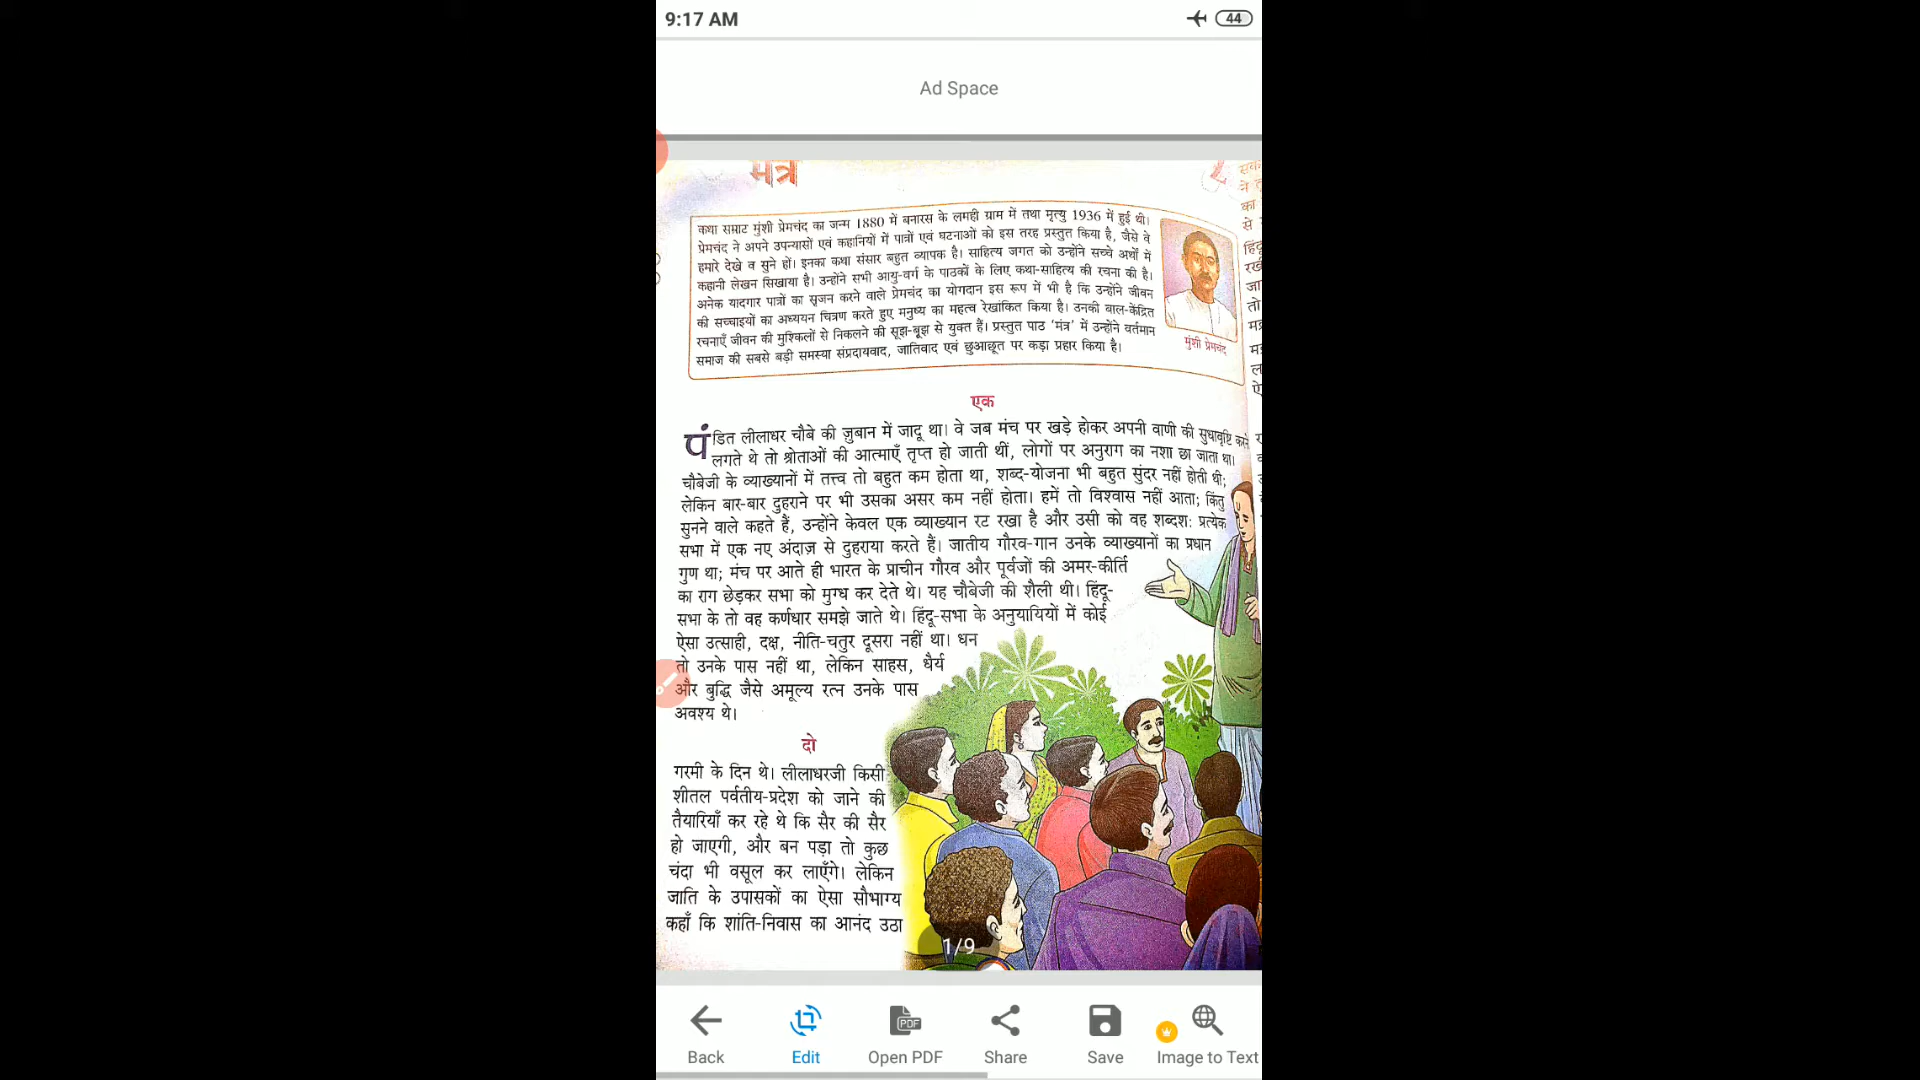 9:17 AM
44
Ad Space
मंत्र
कथा सम्राट मुंशी प्रेमचंद का जन्म 1880 में बनारस के लमही ग्राम में तथा मृत्यु 1936 में हुई थी।
प्रेमचंद ने अपने उपन्यासों एवं कहानियों में पात्रों एवं घटनाओं को इस तरह प्रस्तुत किया है, जैसे वे
हमारे देखे व सुने हों। इनका कथा संसार बहुत व्यापक है। साहित्य जगत को उन्होंने सच्चे अर्थों में
कहानी लेखन सिखाया है। उन्होंने सभी आयु-वर्ग के पाठकों के लिए कथा-साहित्य की रचना की है।
अनेक यादगार पात्रों का सृजन करने वाले प्रेमचंद का योगदान इस रूप में भी है कि उन्होंने जीवन
की सच्चाइयों का अध्ययन चित्रण करते हुए मनुष्य का महत्व रेखांकित किया है। उनकी बाल-केंद्रित
रचनाएँ जीवन की मुश्किलों से निकलने की सूझ-बूझ से युक्त हैं। प्रस्तुत पाठ 'मंत्र' में उन्होंने वर्तमान
समाज की सबसे बड़ी समस्या संप्रदायवाद, जातिवाद एवं छुआछूत पर कड़ा प्रहार किया है।
मुंशी प्रेमचंद
एक
पंडित लीलाधर चौबे की ज़ुबान में जादू था। वे जब मंच पर खड़े होकर अपनी वाणी की सुधावृष्टि करने
लगते थे तो श्रोताओं की आत्माएँ तृप्त हो जाती थीं, लोगों पर अनुराग का नशा छा जाता था।
चौबेजी के व्याख्यानों में तत्त्व तो बहुत कम होता था, शब्द-योजना भी बहुत सुंदर नहीं होती थी;
लेकिन बार-बार दुहराने पर भी उसका असर कम नहीं होता। हमें तो विश्वास नहीं आता; किंतु
सुनने वाले कहते हैं, उन्होंने केवल एक व्याख्यान रट रखा है और उसी को वह शब्दश: प्रत्येक
सभा में एक नए अंदाज़ से दुहराया करते हैं। जातीय गौरव-गान उनके व्याख्यानों का प्रधान
गुण था; मंच पर आते ही भारत के प्राचीन गौरव और पूर्वजों की अमर-कीर्ति
का राग छेड़कर सभा को मुग्ध कर देते थे। यह चौबेजी की शैली थी। हिंदू-
सभा के तो वह कर्णधार समझे जाते थे। हिंदू-सभा के अनुयायियों में कोई
ऐसा उत्साही, दक्ष, नीति-चतुर दूसरा नहीं था। धन
तो उनके पास नहीं था, लेकिन साहस, धैर्य
और बुद्धि जैसे अमूल्य रत्न उनके पास
अवश्य थे।
दो
गरमी के दिन थे। लीलाधरजी किसी
शीतल पर्वतीय-प्रदेश को जाने की
तैयारियाँ कर रहे थे कि सैर की सैर
हो जाएगी, और बन पड़ा तो कुछ
चंदा भी वसूल कर लाएँगे। लेकिन
जाति के उपासकों का ऐसा सौभाग्य
कहाँ कि शांति-निवास का आनंद उठा
1/9
Back
Edit
PDF
Open PDF
Share
Save
Image to Text